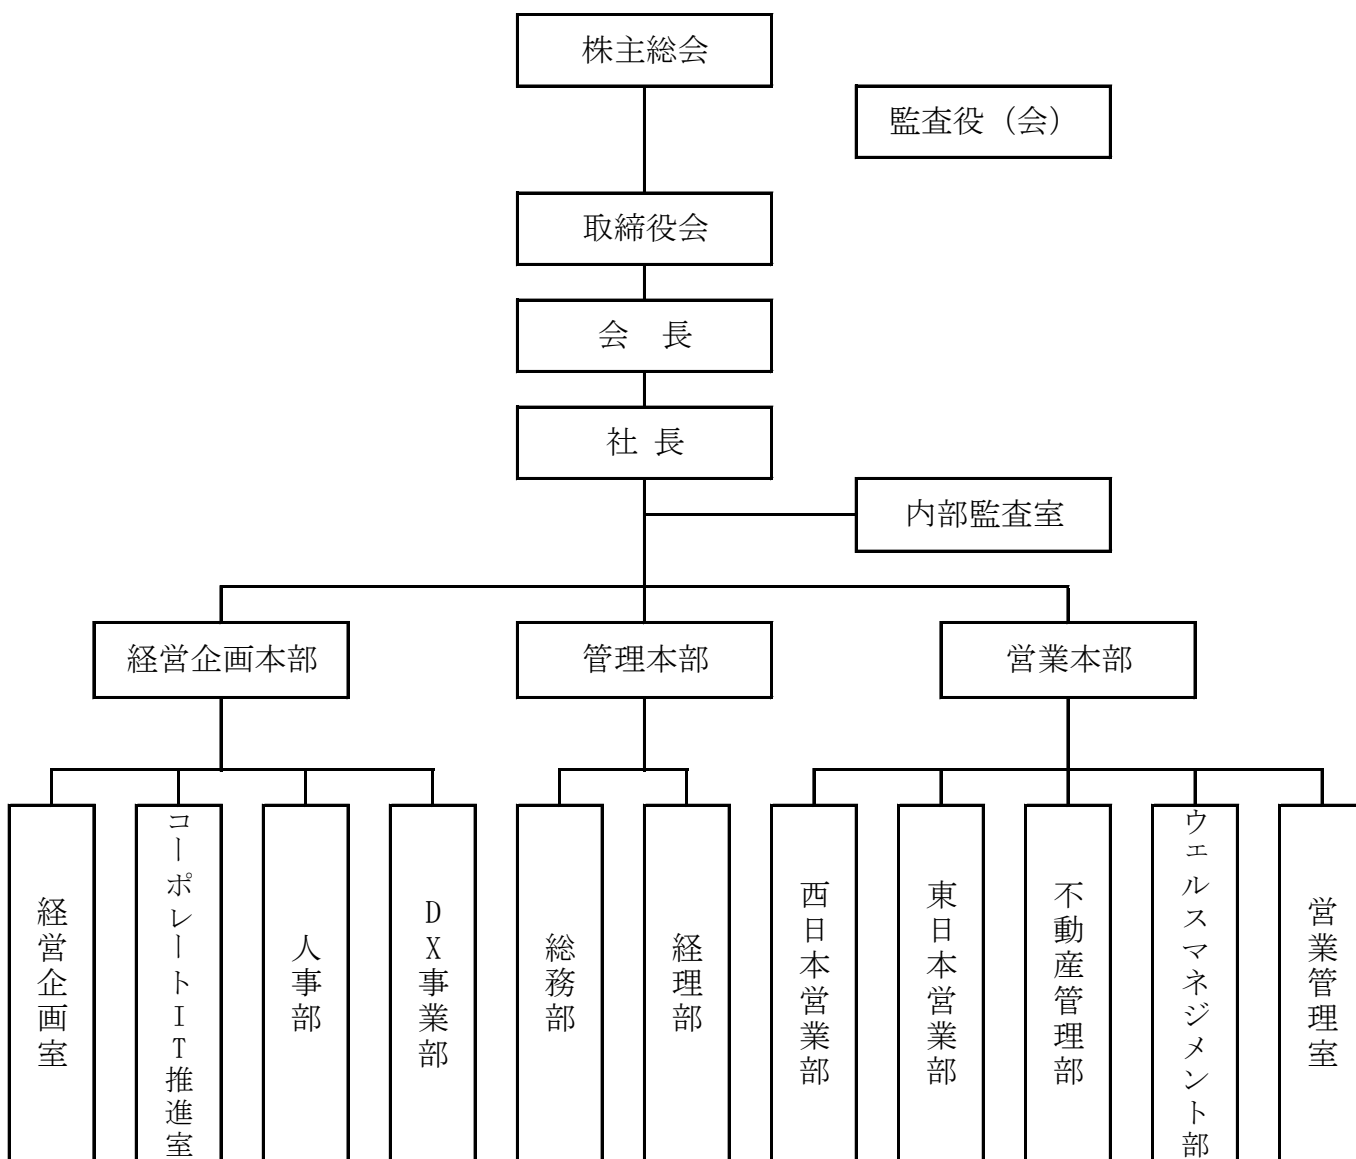 株主総会
監査役（会）
取締役会
会　長
社 長
内部監査室
経営企画本部
管理本部
営業本部
経営企画室
コーポレートIT推進室
人事部
DX事業部
総務部
経理部
西日本営業部
東日本営業部
不動産管理部
ウェルスマネジメント部
営業管理室